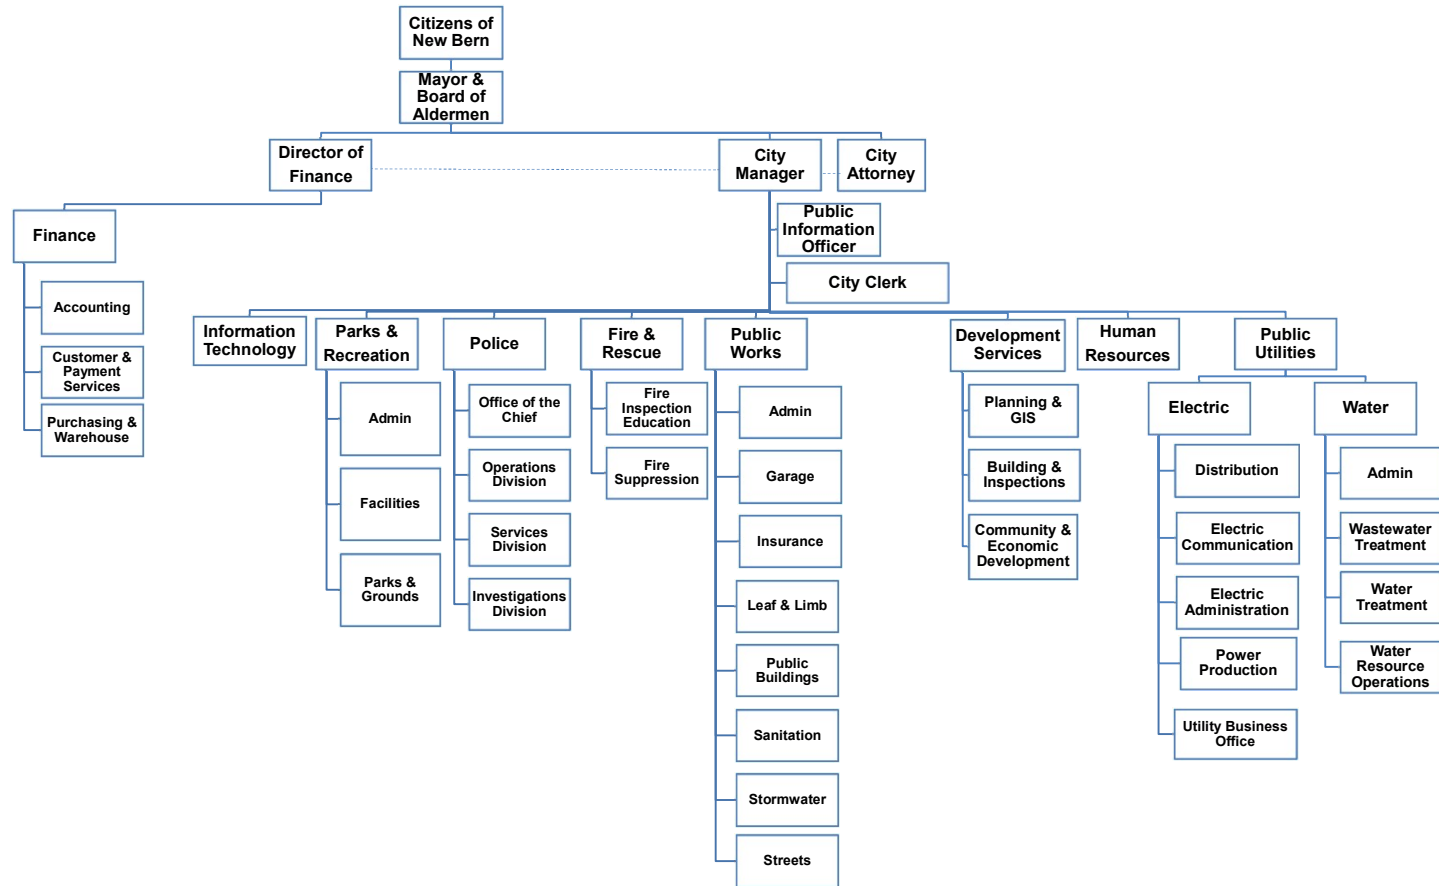 Citizens of
New Bern
Mayor &
Board of
Aldermen
Director of
Finance
City
Manager
City
Attorney
Public
Information
Officer
City Clerk
Finance
Accounting
Customer &
Payment
Services
Purchasing &
Warehouse
Information
Technology
Parks &
Recreation
Admin
Facilities
Parks &
Grounds
Police
Office of the
Chief
Operations
Division
Services
Division
Investigations
Division
Fire &
Rescue
Fire
Inspection
Education
Fire
Suppression
Public
Works
Admin
Garage
Insurance
Leaf & Limb
Public
Buildings
Sanitation
Stormwater
Streets
Development
Services
Planning &
GIS
Building &
Inspections
Community &
Economic
Development
Human
Resources
Public
Utilities
Electric
Distribution
Electric
Communication
Electric
Administration
Power
Production
Utility Business
Office
Water
Admin
Wastewater
Treatment
Water
Treatment
Water
Resource
Operations